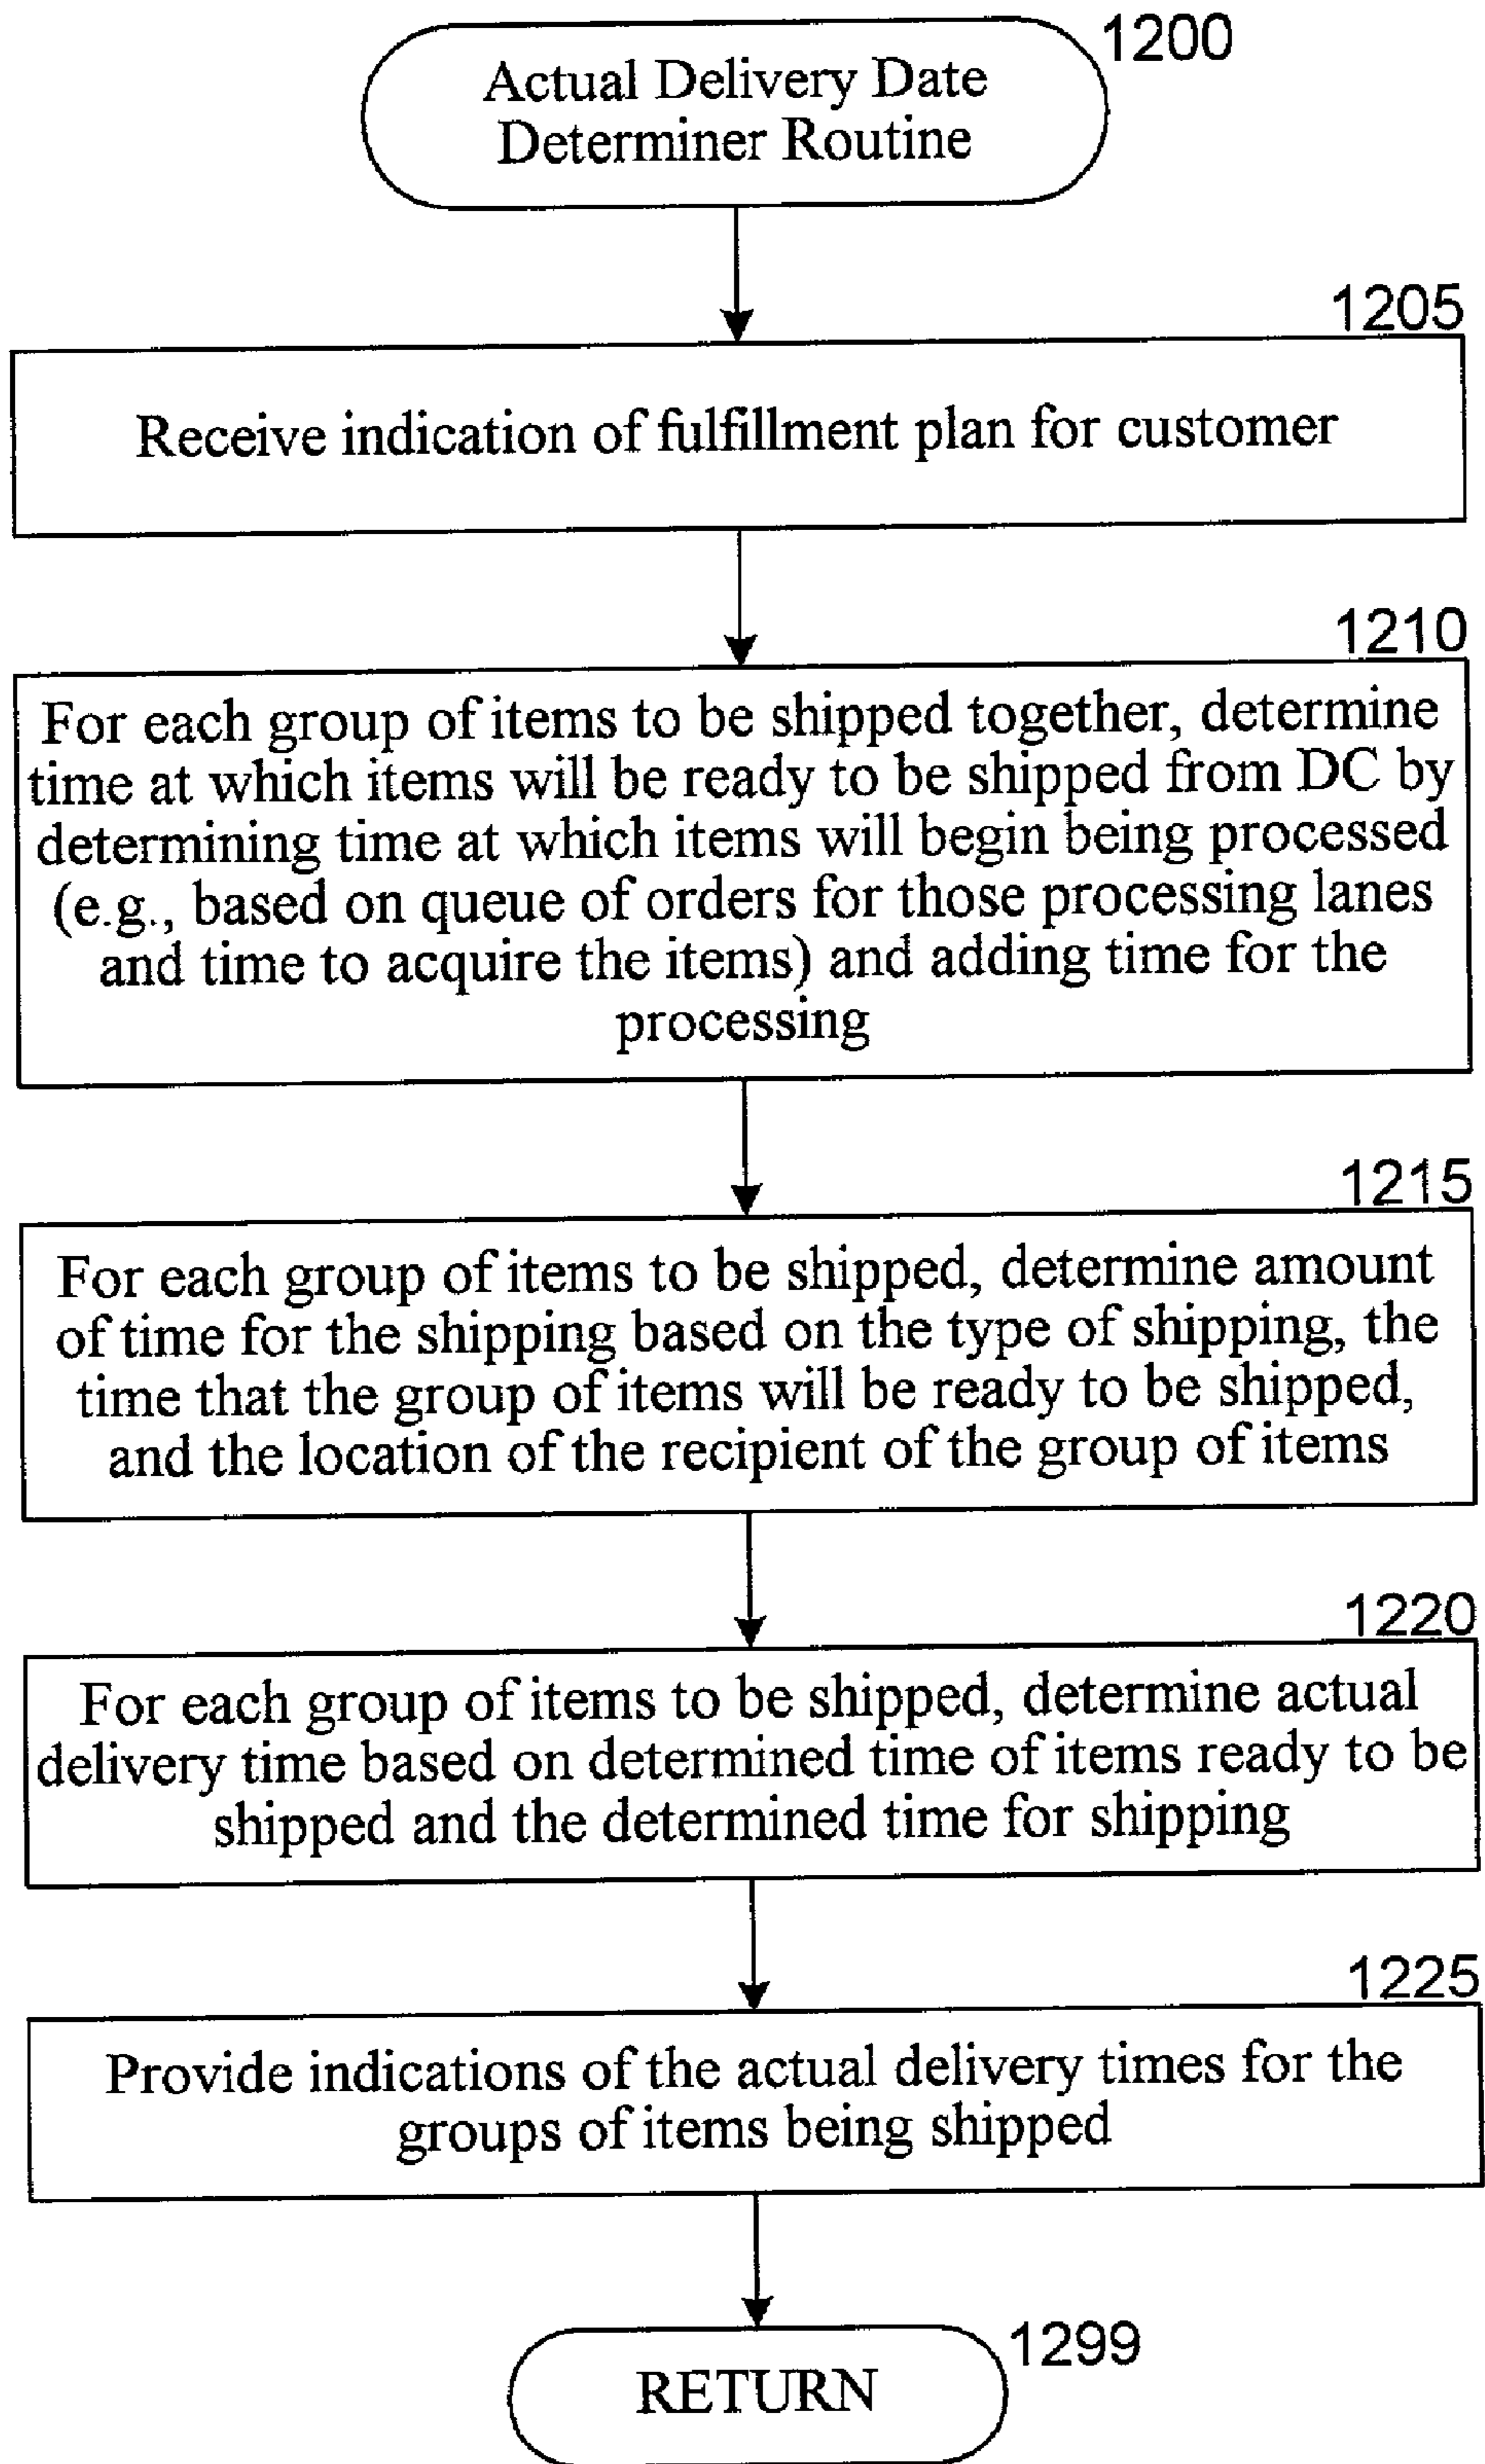 1200
Actual Delivery Date
Determiner Routine
1205
Receive indication of fulfillment plan for customer
1210
For each group of items to be shipped together, determine
time at which items will be ready to be shipped from DC by
determining time at which items will begin being processed
(e.g., based on queue of orders for those processing lanes
and time to acquire the items) and adding time for the
processing
1215
For each group of items to be shipped, determine amount
of time for the shipping based on the type of shipping, the
time that the group of items will be ready to be shipped,
and the location of the recipient of the group of items
1220
For each group of items to be shipped, determine actual
delivery time based on determined time of items ready to be
shipped and the determined time for shipping
1225
Provide indications of the actual delivery times for the
groups of items being shipped
1299
RETURN